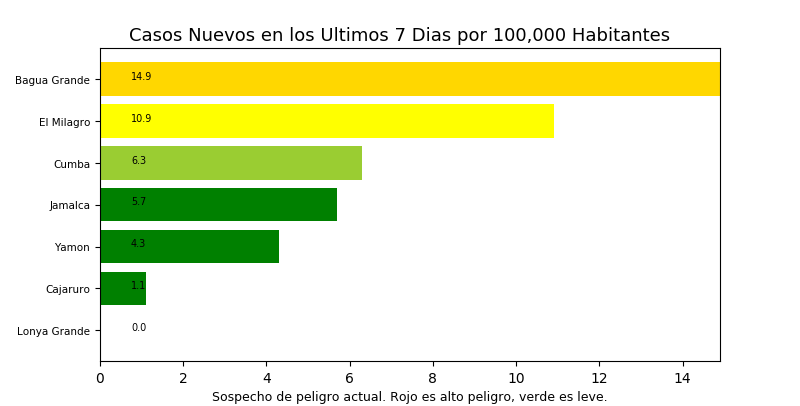 Casos Nuevos en los Ultimos 7 Dias por 100,000 Habitantes
Bagua Grande 14.9
El Milagro 10.9
Cumba 6.3
Jamalca 5.7
Yamon 4.3
Cajaruro 1.1
Lonya Grande 0.0
0 2 4 6 8 10 12 14
Sospecho de peligro actual. Rojo es alto peligro, verde es leve.